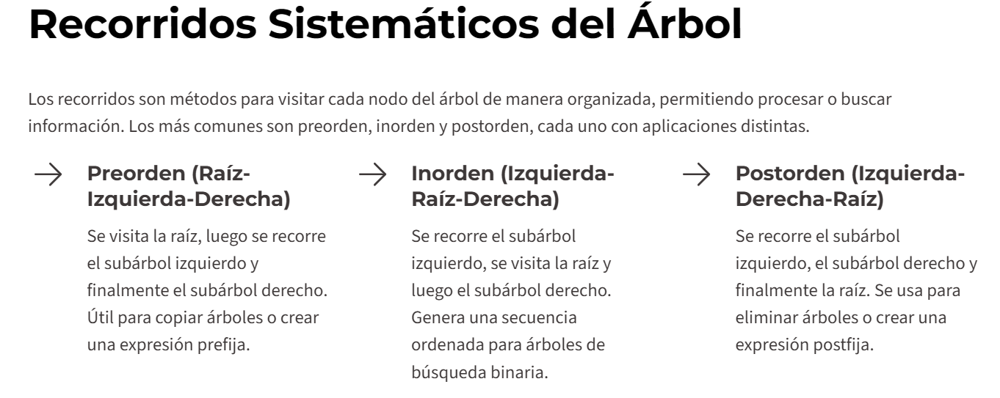 Recorridos Sistemáticos del Árbol
Los recorridos son métodos para visitar cada nodo del árbol de manera organizada, permitiendo procesar o buscar
información. Los más comunes son preorden, inorden y postorden, cada uno con aplicaciones distintas.
Preorden (Raíz-
Izquierda-Derecha)
Se visita la raíz, luego se recorre
el subárbol izquierdo y
finalmente el subárbol derecho.
Útil para copiar árboles o crear
una expresión prefija.
Inorden (Izquierda-
Raíz-Derecha)
Se recorre el subárbol
izquierdo, se visita la raíz y
luego el subárbol derecho.
Genera una secuencia
ordenada para árboles de
búsqueda binaria.
Postorden (Izquierda-
Derecha-Raíz)
Se recorre el subárbol
izquierdo, el subárbol derecho y
finalmente la raíz. Se usa para
eliminar árboles o crear una
expresión postfija.